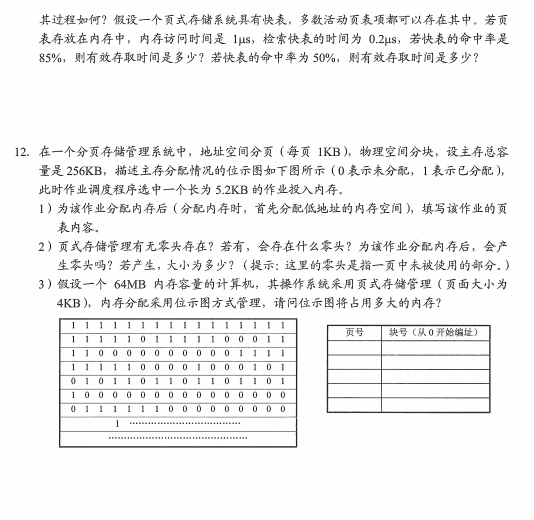 其过程如何？假设一个页式存储系统具有快表，多数活动页表项都可以存在其中。若页
表存放在内存中，内存访问时间是 1μs，检索快表的时间为 0.2μs，若快表的命中率是
85%，则有效存取时间是多少？若快表的命中率为 50%，则有效存取时间是多少？
12. 在一个分页存储管理系统中，地址空间分页（每页 1KB），物理空间分块，设主存总容
量是 256KB，描述主存分配情况的位示图如下图所示（0 表示未分配，1 表示已分配），
此时作业调度程序选中一个长为 5.2KB 的作业投入内存。
1）为该作业分配内存后（分配内存时，首先分配低地址的内存空间），填写该作业的页
表内容。
2）页式存储管理有无零头存在？若有，会存在什么零头？为该作业分配内存后，会产
生零头吗？若产生，大小为多少？（提示：这里的零头是指一页中未被使用的部分。）
3）假设一个 64MB 内存容量的计算机，其操作系统采用页式存储管理（页面大小为
4KB），内存分配采用位示图方式管理，请问位示图将占用多大的内存？
1 1 1 1 1 1 1 1 1 1 1 1 1 1 1 1
1 1 1 1 1 0 1 1 1 1 1 0 0 0 1 1
1 1 0 0 0 0 0 0 0 0 0 0 1 1 1 1
1 1 1 1 1 0 0 0 0 1 0 0 0 1 0 1
0 1 0 1 1 0 1 1 0 1 1 0 1 1 0 1
1 0 0 0 0 0 0 0 0 0 0 0 0 0 0 0
0 1 1 1 1 1 1 0 0 0 0 0 0 0 0 0
1 ……………………………
……………………………………
页号 块号（从 0 开始编址）